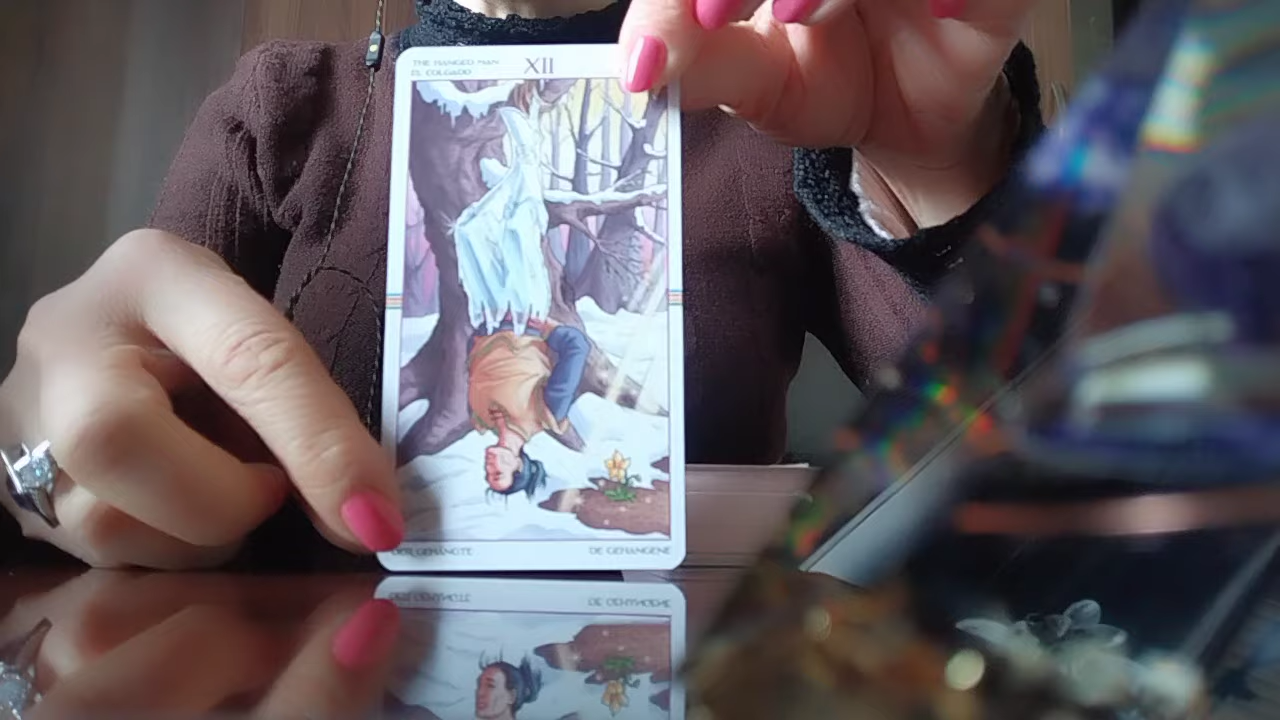 THE HANGED MAN
EL COLGADO
XII
DER GEHÄNGTE
DE GEHANGENE